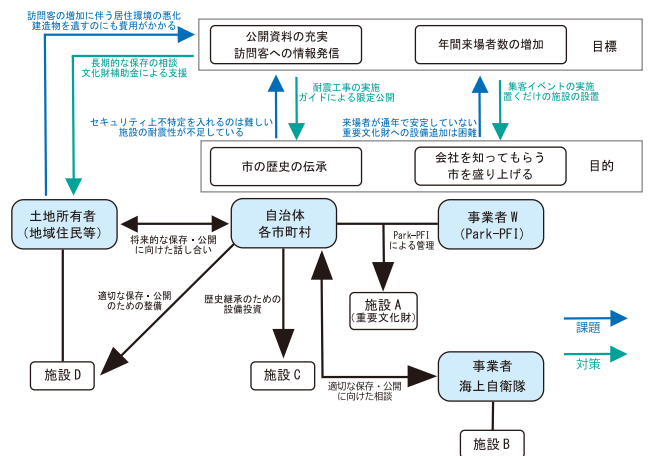 訪問客の増加に伴う居住環境の悪化
建造物を遺すのにも費用がかかる
公開資料の充実
訪問客への情報発信
年間来場者数の増加
目標
長期的な保存の相談
文化財補助金による支援
耐震工事の実施
ガイドによる限定公開
集客イベントの実施
置くだけの施設の設置
セキュリティ上不特定を入れるのは難しい
施設の耐震性が不足している
来場者が通年で安定していない
重要文化財への設備追加は困難
市の歴史の伝承
会社を知ってもらう
市を盛り上げる
目的
土地所有者
(地域住民等)
自治体
各市町村
事業者W
(Park-PFI)
将来的な保存・公開
に向けた話し合い
Park-PFI
による管理
適切な保存・公開
のための整備
歴史継承のための
設備投資
施設A
(重要文化財)
課題
対策
施設D
施設C
適切な保存・公開
に向けた相談
事業者
海上自衛隊
施設B